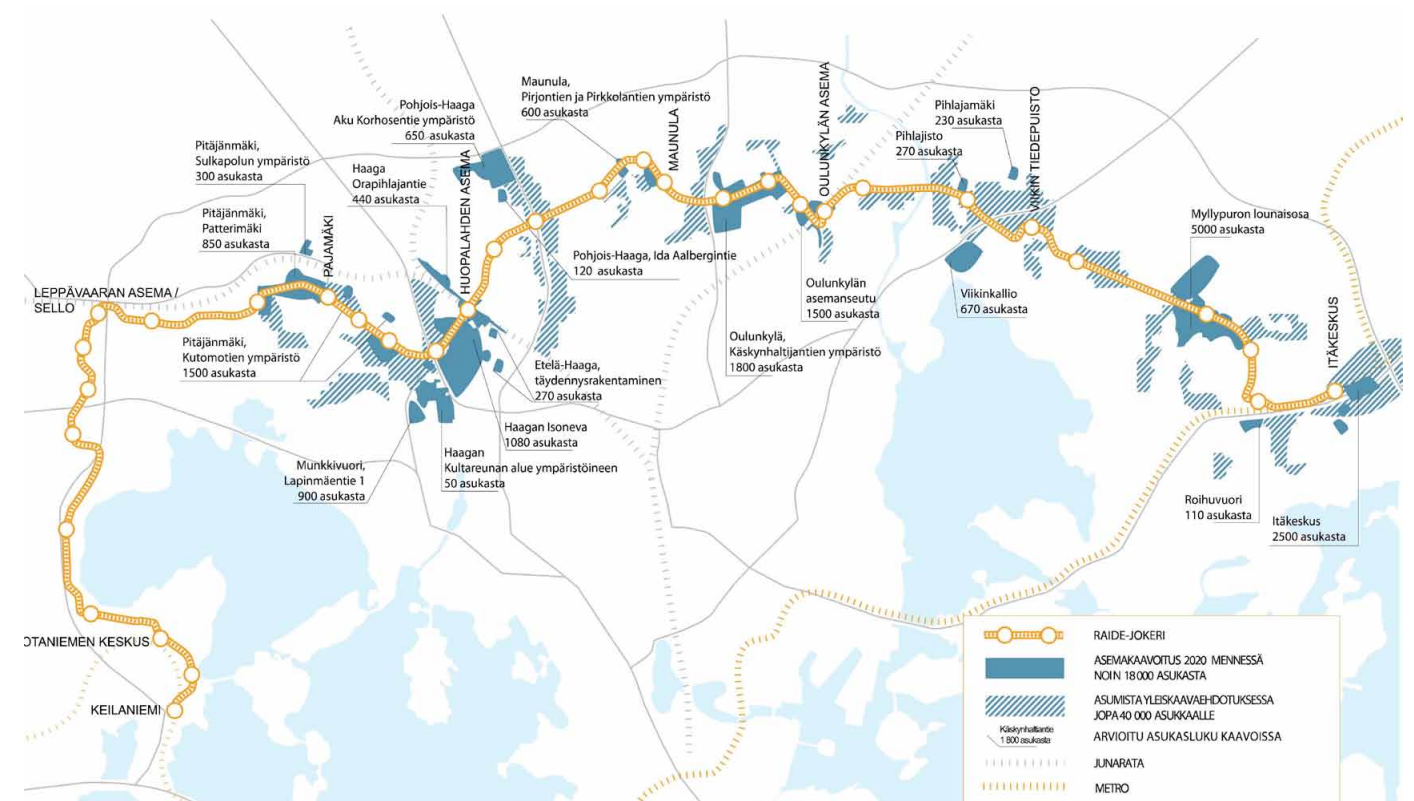 Maunula,
Pirjontien ja Pirkkolantien ympäristö
600 asukasta
Pohjois-Haaga
Aku Korhosentie ympäristö
650 asukasta
Pitäjänmäki,
Sulkapolun ympäristö
300 asukasta
Haaga
Orapihlajantie
440 asukasta
Pitäjänmäki,
Patterimäki
850 asukasta
PAJAMÄKI
HUOPALAHDEN ASEMA
MAUNULA
OULUNKYLÄN ASEMA
Pihlajamäki
230 asukasta
Pihlajisto
270 asukasta
VIIKIN TIEDEPUISTO
Myllypuron lounaisosa
5000 asukasta
LEPPÄVAARAN ASEMA /
SELLO
Pohjois-Haaga, Ida Aalbergintie
120 asukasta
Oulunkylän
asemanseutu
1500 asukasta
Viikinkallio
670 asukasta
ITÄKESKUS
Pitäjänmäki,
Kutomotien ympäristö
1500 asukasta
Oulunkylä,
Käskynhaltijantien ympäristö
1800 asukasta
Etelä-Haaga,
täydennysrakentaminen
270 asukasta
Haagan Isoneva
1080 asukasta
Haagan
Kultareunan alue ympäristöineen
50 asukasta
Munkkivuori,
Lapinmäentie 1
900 asukasta
Roihuvuori
110 asukasta
Itäkeskus
2500 asukasta
OTANIEMEN KESKUS
KEILANIEMI
RAIDE-JOKERI
ASEMAKAAVOITUS 2020 MENNESSÄ
NOIN 18 000 ASUKASTA
ASUMISTA YLEISKAAVAEHDOTUKSESSA
JOPA 40 000 ASUKKAALLE
Käskynhaltiantie
1 800 asukasta
ARVIOITU ASUKASLUKU KAAVOISSA
JUNARATA
METRO